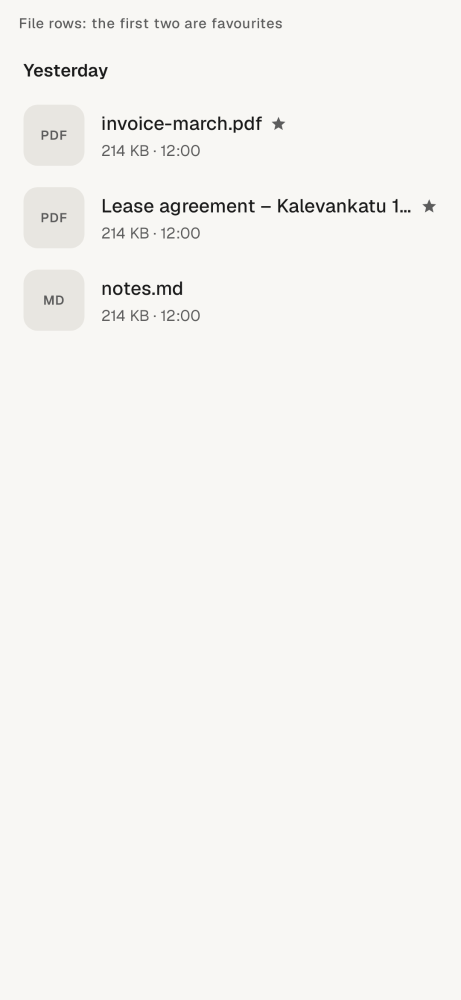 File rows: the first two are favourites
Yesterday
PDF
invoice-march.pdf
214 KB · 12:00
PDF
Lease agreement – Kalevankatu 1…
214 KB · 12:00
MD
notes.md
214 KB · 12:00